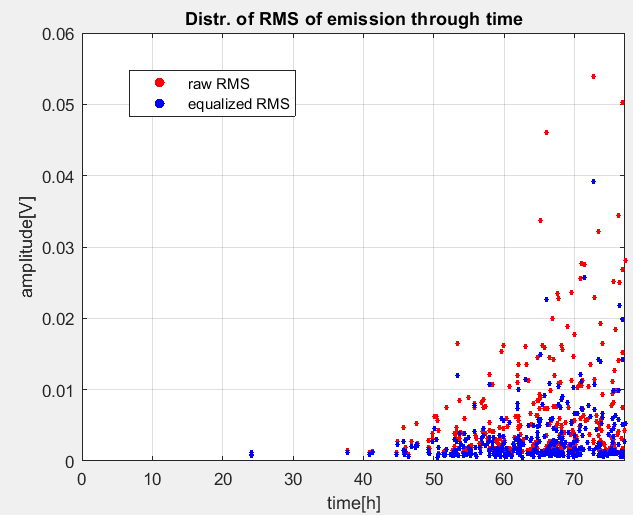 Distr. of RMS of emission through time
0.06
raw RMS
equalized RMS
0.05
0.04
0.03
0.02
0.01
0
amplitude[V]
0 10 20 30 40 50 60 70
time[h]